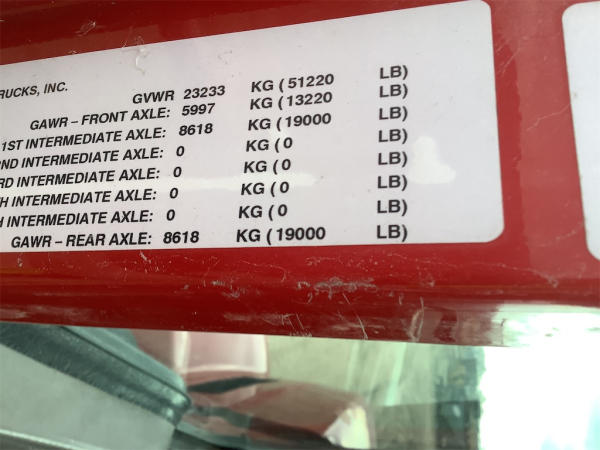 RUCKS, INC.
GVWR 23233 KG (51220 LB)
GAWR – FRONT AXLE: 5997 KG (13220 LB)
1ST INTERMEDIATE AXLE: 8618 KG (19000 LB)
2ND INTERMEDIATE AXLE: 0 KG (0 LB)
RD INTERMEDIATE AXLE: 0 KG (0 LB)
H INTERMEDIATE AXLE: 0 KG (0 LB)
H INTERMEDIATE AXLE: 0 KG (0 LB)
GAWR – REAR AXLE: 8618 KG (19000 LB)